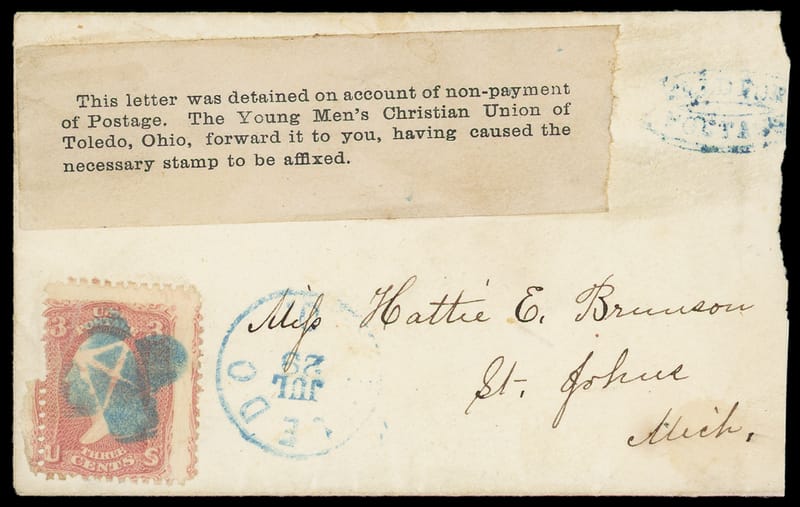 This letter was detained on account of non-payment
of Postage. The Young Men's Christian Union of
Toledo, Ohio, forward it to you, having caused the
necessary stamp to be affixed.
Miss Hattie E. Brunson
St. Johns
Mich.
28
JUL
3 3
U.S.
POSTAGE
THREE
U CENTS S